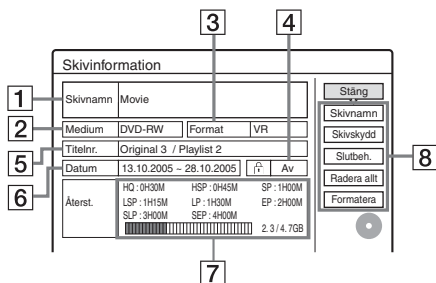 3
4
Skivinformation
Stäng
1
Skivnamn Movie
Skivnamn
2
Medium DVD-RW Format VR
Skivskydd
5
Titelnr. Original 3 / Playlist 2
Slutbeh.
8
6
Datum 13.10.2005 ~ 28.10.2005 Av
Radera allt
Återst.
HQ : 0H30M HSP : 0H45M SP : 1H00M
Formatera
LSP : 1H15M LP : 1H30M EP : 2H00M
SLP : 3H00M SEP : 4H00M
2. 3 / 4. 7GB
7